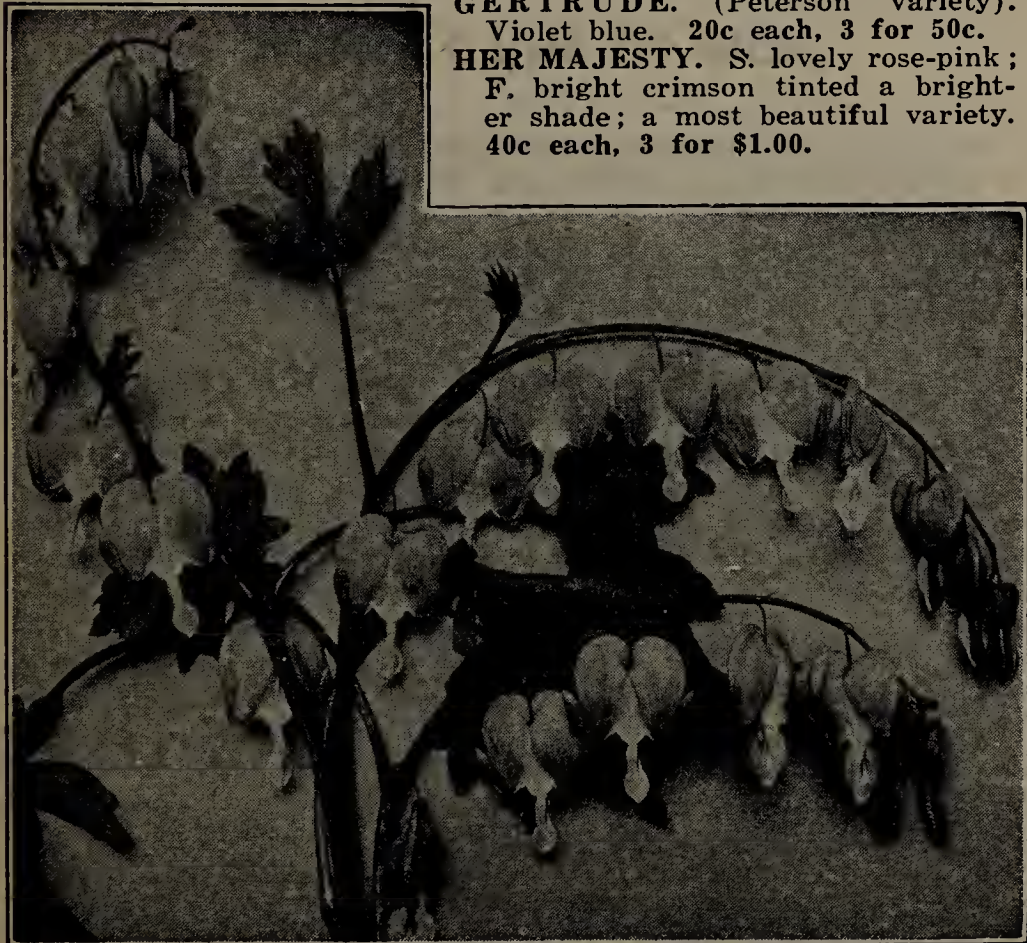 GERTRUDE. (Peterson variety).
Violet blue. 20c each, 3 for 50c.
HER MAJESTY. S. lovely rose-pink;
F. bright crimson tinted a bright-
er shade; a most beautiful variety.
40c each, 3 for $1.00.